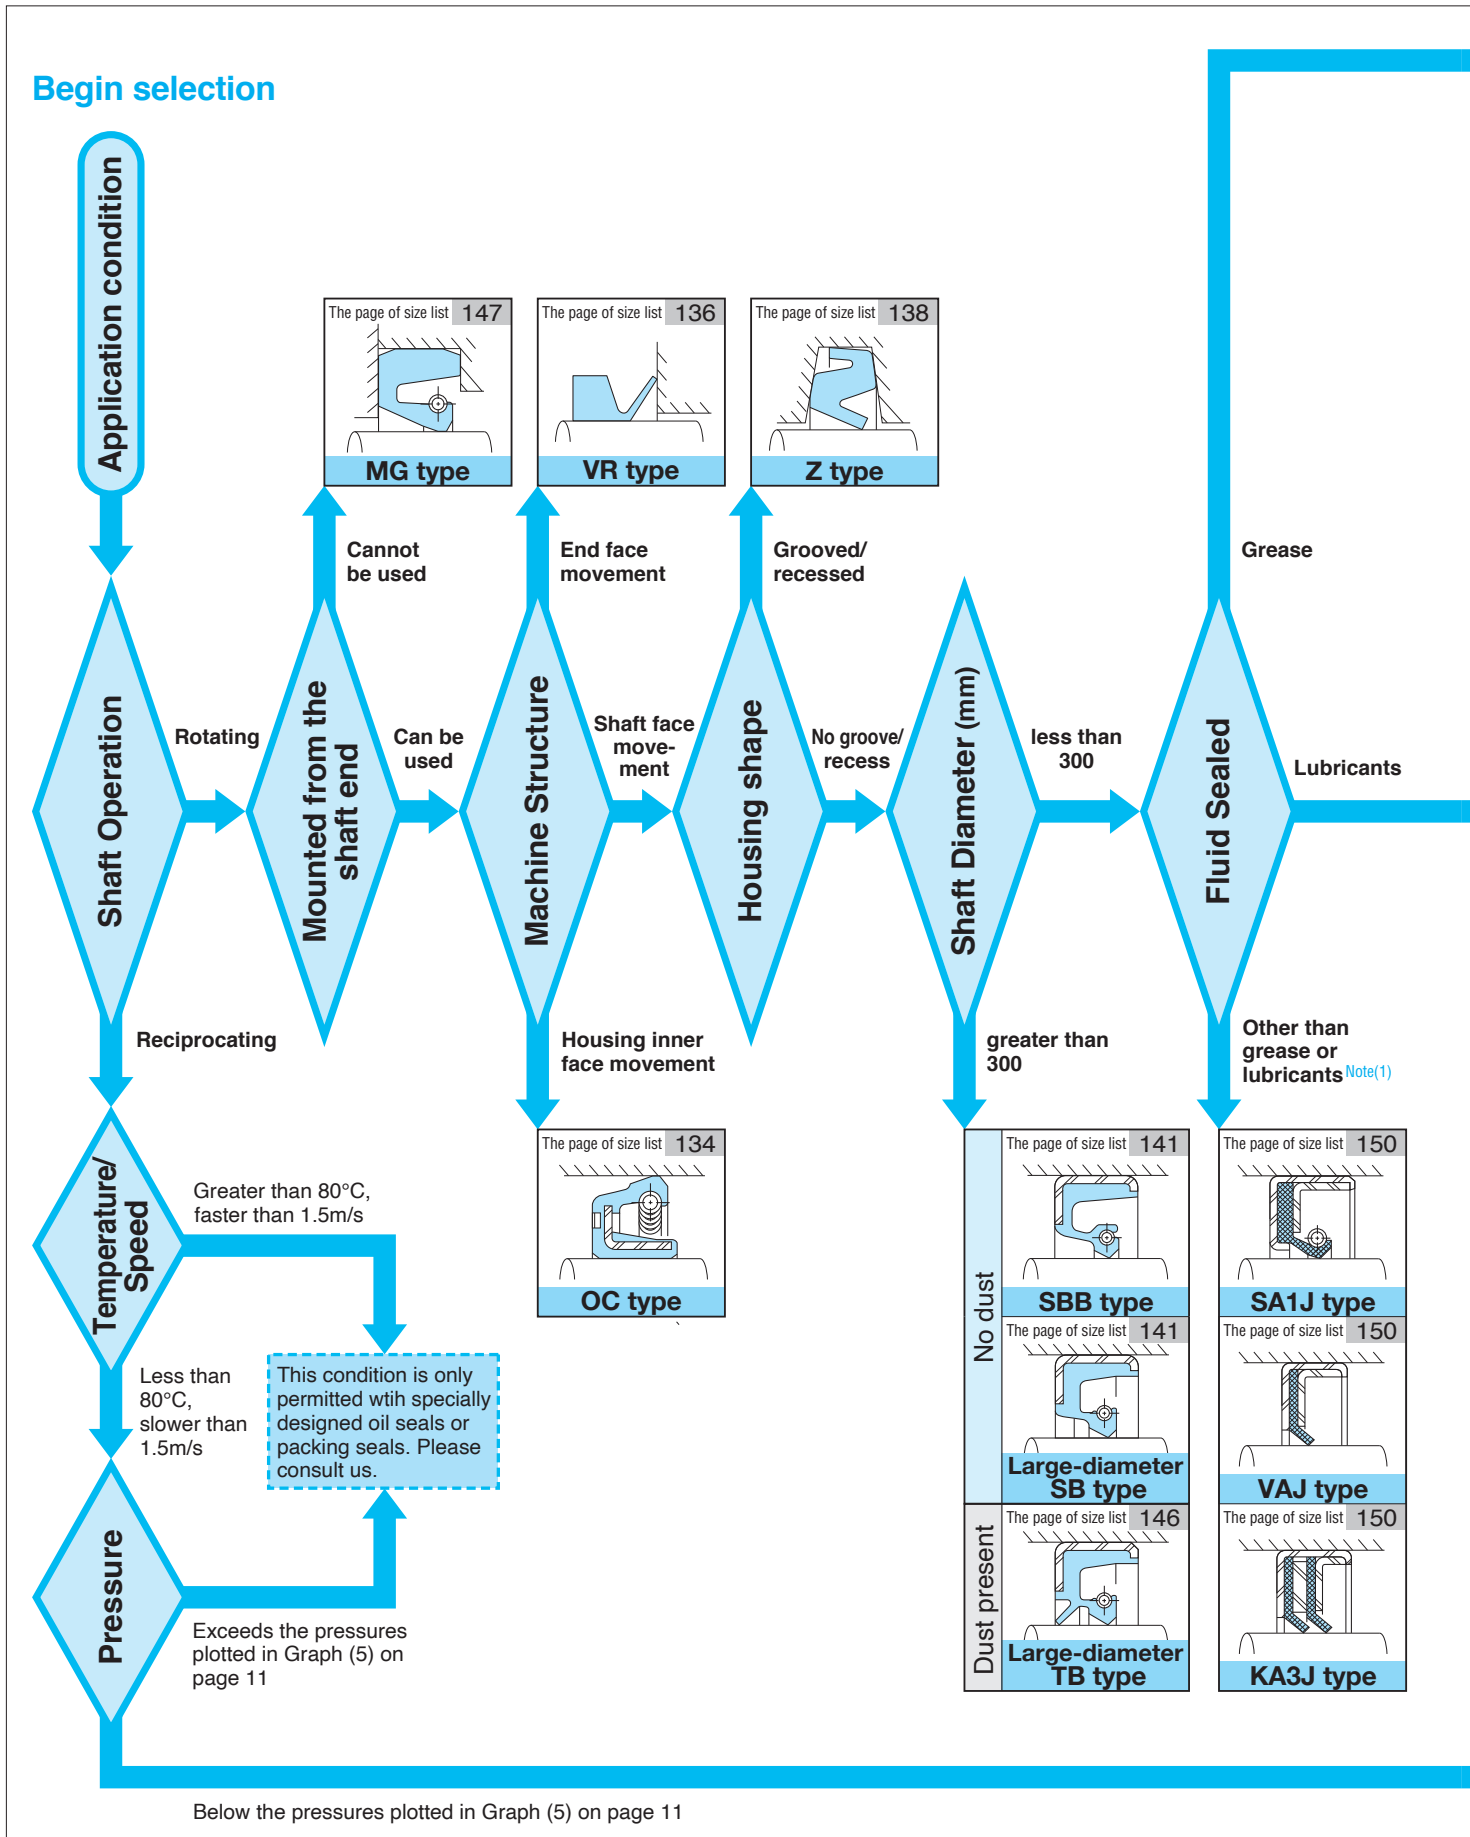 Begin selection
Application condition
The page of size list 147
MG type
The page of size list 136
VR type
The page of size list 138
Z type
Cannot
be used
End face
movement
Grooved/
recessed
Grease
Shaft Operation
Rotating
Mounted from the
shaft end
Can be
used
Machine Structure
Shaft face
move-
ment
Housing shape
No groove/
recess
Shaft Diameter (mm)
less than
300
Fluid Sealed
Lubricants
Reciprocating
Housing inner
face movement
greater than
300
Other than
grease or
lubricants Note(1)
Temperature/
Speed
Greater than 80°C,
faster than 1.5m/s
Less than
80°C,
slower than
1.5m/s
This condition is only
permitted wtih specially
designed oil seals or
packing seals. Please
consult us.
Pressure
Exceeds the pressures
plotted in Graph (5) on
page 11
Below the pressures plotted in Graph (5) on page 11
The page of size list 134
OC type
No dust
The page of size list 141
SBB type
The page of size list 141
Large-diameter
SB type
Dust present
The page of size list 146
Large-diameter
TB type
The page of size list 150
SA1J type
The page of size list 150
VAJ type
The page of size list 150
KA3J type